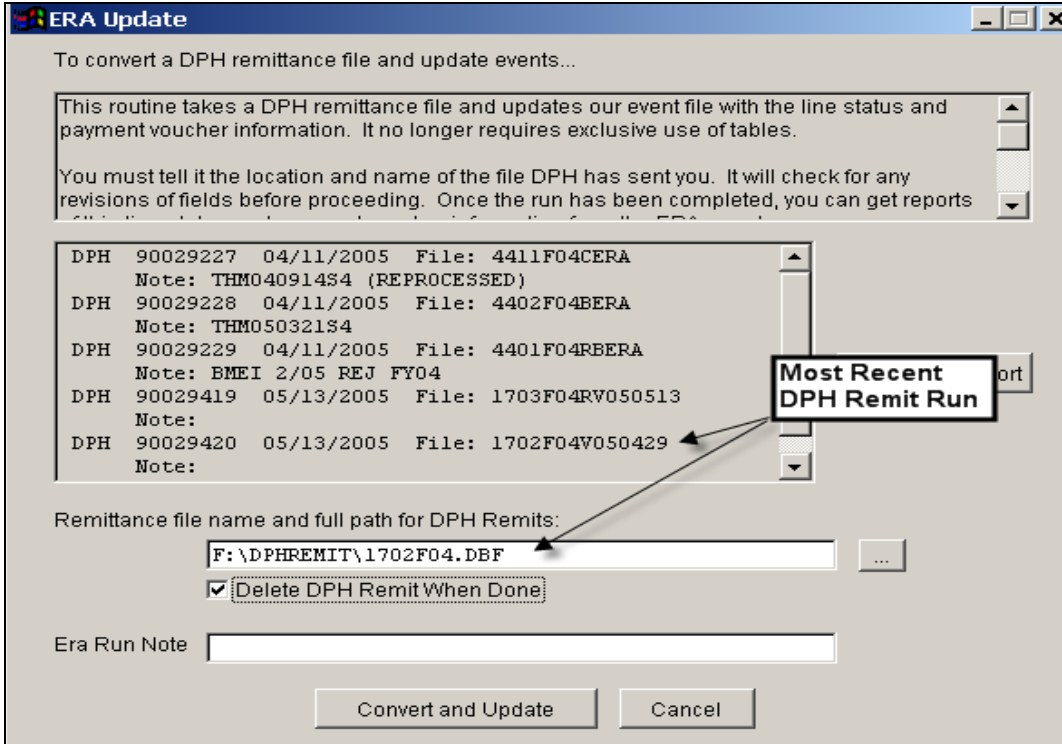 ERA Update
To convert a DPH remittance file and update events...
This routine takes a DPH remittance file and updates our event file with the line status and
payment voucher information. It no longer requires exclusive use of tables.
You must tell it the location and name of the file DPH has sent you. It will check for any
revisions of fields before proceeding. Once the run has been completed, you can get reports
DPH 90029227 04/11/2005 File: 4411F04CERA
Note: THM040914S4 (REPROCESSED)
DPH 90029228 04/11/2005 File: 4402F04BERA
Note: THM050321S4
DPH 90029229 04/11/2005 File: 4401F04RBERA
Note: BMEI 2/05 REJ FY04
DPH 90029419 05/13/2005 File: 1703F04RV050513
Note:
DPH 90029420 05/13/2005 File: 1702F04V050429
Note:
Most Recent
DPH Remit Run
ort
Remittance file name and full path for DPH Remits:
F:\DPHREMIT\1702F04.DBF
...
Delete DPH Remit When Done
Era Run Note
Convert and Update
Cancel